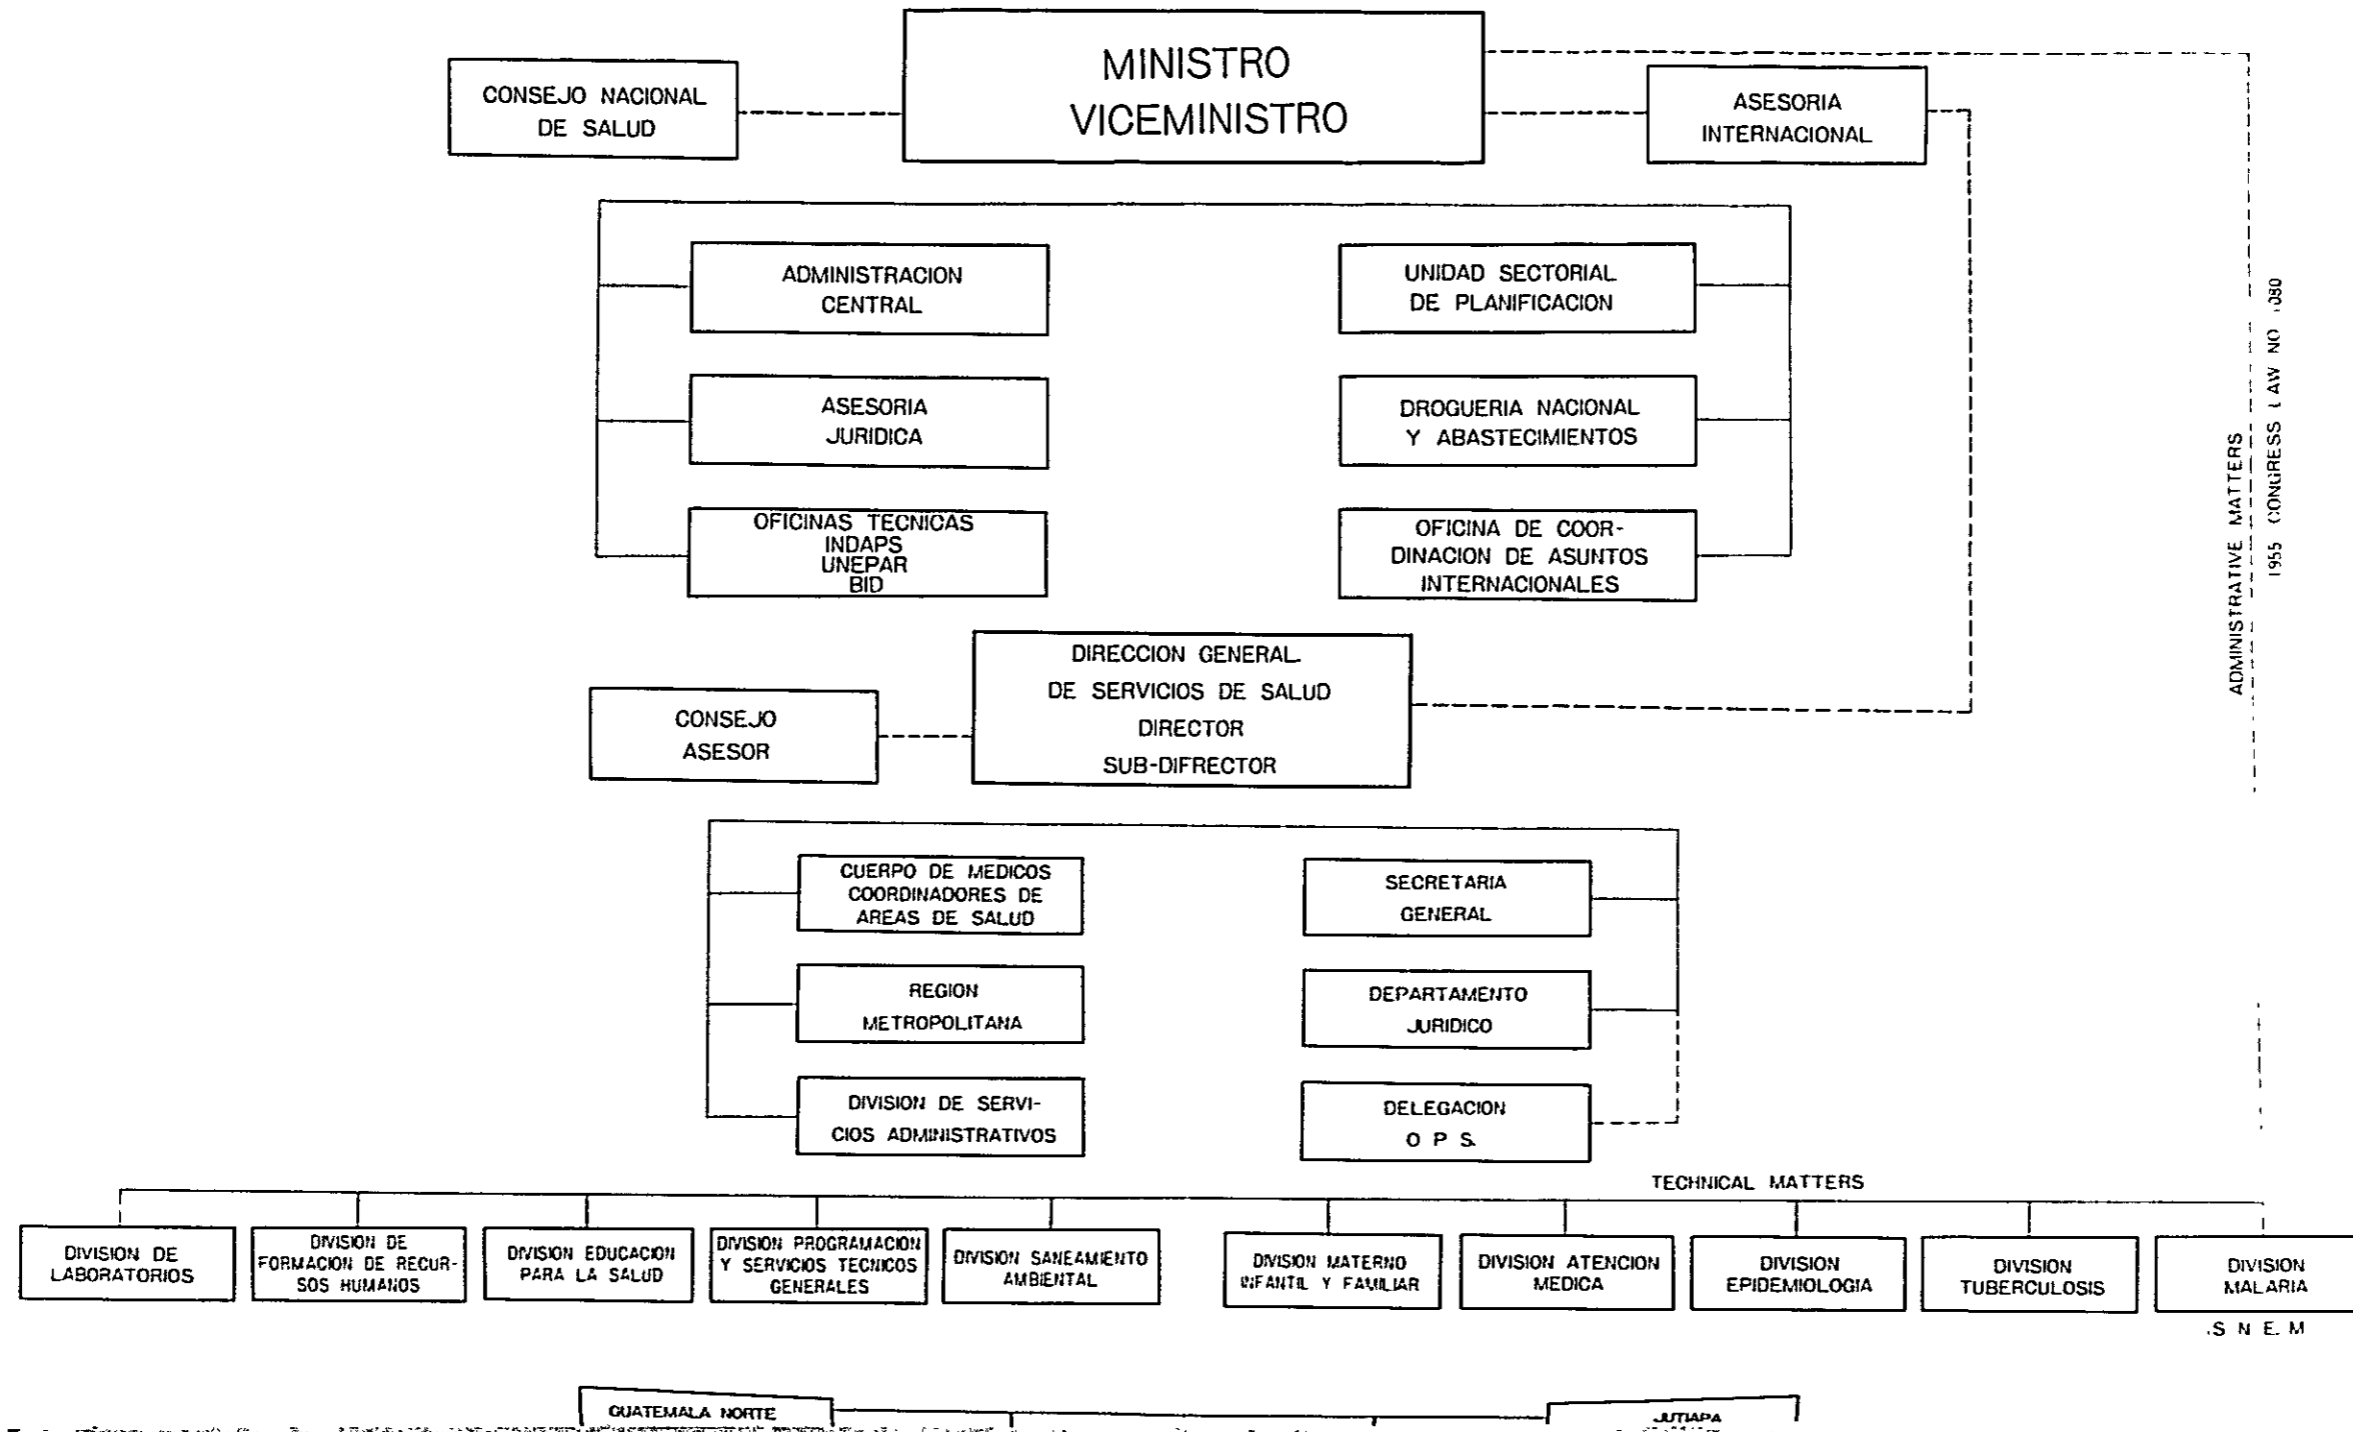 MINISTRO
VICEMINISTRO
CONSEJO NACIONAL
DE SALUD
ASESORIA
INTERNACIONAL
ADMINISTRACION
CENTRAL
UNIDAD SECTORIAL
DE PLANIFICACION
ASESORIA
JURIDICA
DROGUERIA NACIONAL
Y ABASTECIMIENTOS
OFICINAS TECNICAS
INDAPS
UNEPAR
BID
OFICINA DE COOR-
DINACION DE ASUNTOS
INTERNACIONALES
ADMINISTRATIVE MATTERS
1955 CONGRESS LAW NO
DIRECCION GENERAL.
DE SERVICIOS DE SALUD
DIRECTOR
SUB-DIFRECTOR
CONSEJO
ASESOR
CUERPO DE MEDICOS
COORDINADORES DE
AREAS DE SALUD
SECRETARIA
GENERAL
REGION
METROPOLITANA
DEPARTAMENTO
JURIDICO
DIVISION DE SERVI-
CIOS ADMINISTRATIVOS
DELEGACION
O P S.
TECHNICAL MATTERS
DIVISION DE
LABORATORIOS
DIVISION DE
FORMACION DE RECUR-
SOS HUMANOS
DIVISION EDUCACION
PARA LA SALUD
DIVISION PROGRAMACION
Y SERVICIOS TECNICOS
GENERALES
DIVISION SANEAMIENTO
AMBIENTAL
DIVISION MATERNO
INFANTIL Y FAMILIAR
DIVISION ATENCION
MEDICA
DIVISION
EPIDEMIOLOGIA
DIVISION
TUBERCULOSIS
DIVISION
MALARIA
S N E. M
GUATEMALA NORTE
JUTIAPA